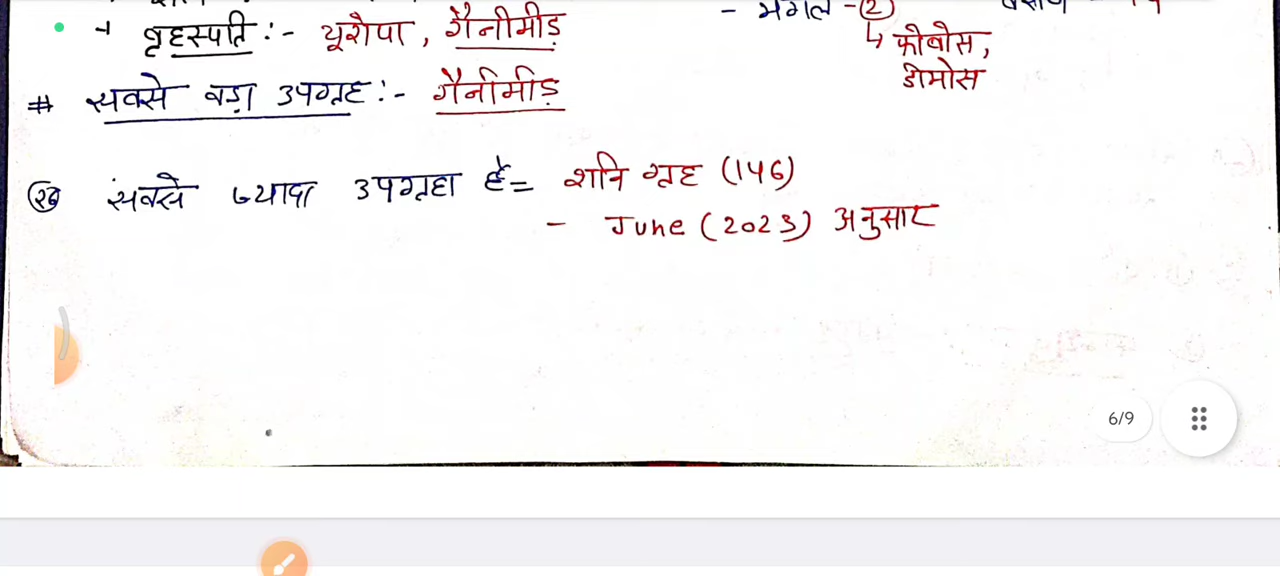 - मंगल - (2)
→ बृहस्पति :- यूरोपा, गैनीमीड़
↳ फोबोस,
डीमोस
# सबसे बड़ा उपग्रह :- गैनीमीड़
सबसे ज्यादा उपग्रहा है = शनि ग्रह (146)
- June (2023) अनुसार
6/9